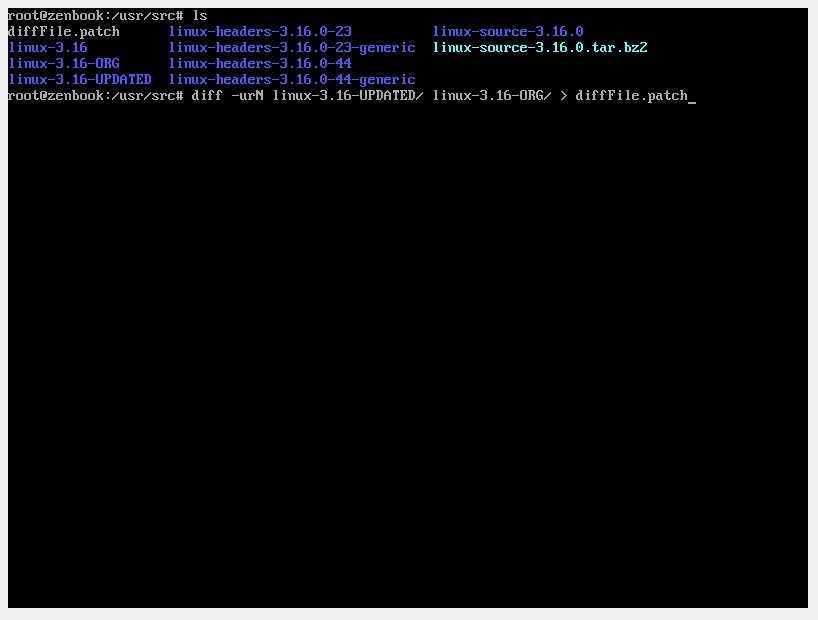 root@zenbook:/usr/src# ls
diffFile.patch      linux-headers-3.16.0-23          linux-source-3.16.0
linux-3.16          linux-headers-3.16.0-23-generic  linux-source-3.16.0.tar.bz2
linux-3.16-ORG      linux-headers-3.16.0-44
linux-3.16-UPDATED  linux-headers-3.16.0-44-generic
root@zenbook:/usr/src# diff -urN linux-3.16-UPDATED/ linux-3.16-ORG/ > diffFile.patch_